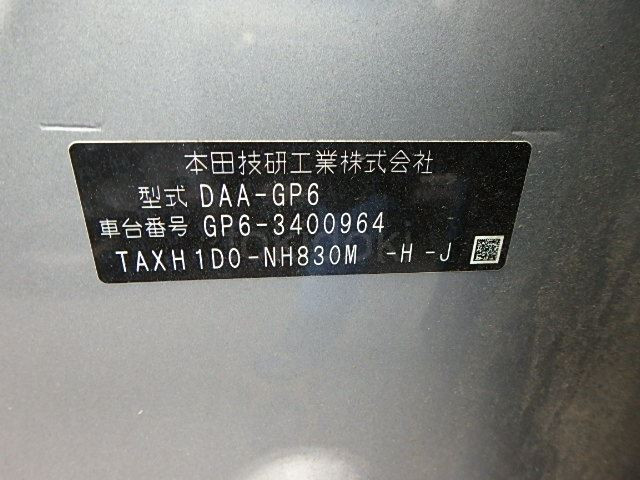 本田技研工業株式会社
型式 DAA-GP6
車台番号 GP6-3400964
TAXH1D0-NH830M -H -J